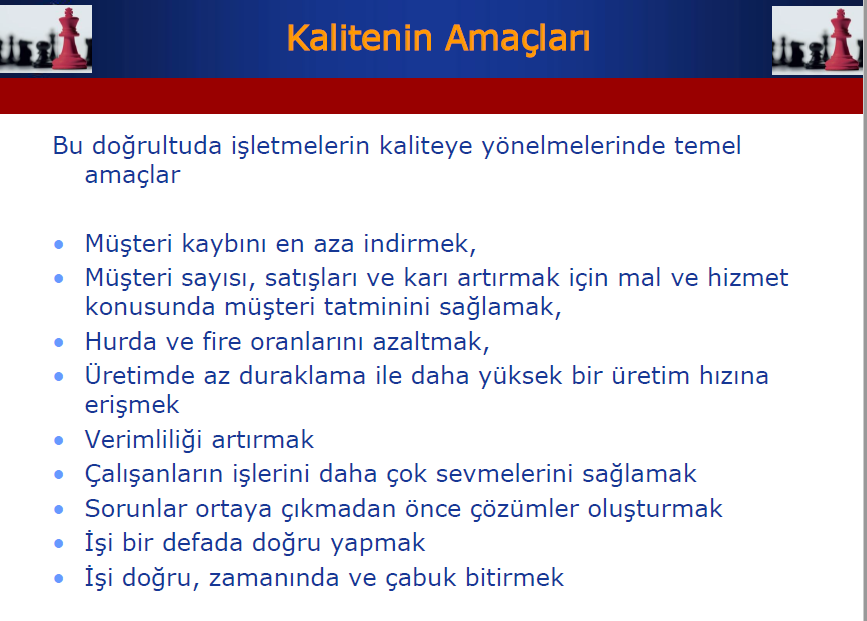 Kalitenin Amaçları
Bu doğrultuda işletmelerin kaliteye yönelmelerinde temel
amaçlar
• Müşteri kaybını en aza indirmek,
• Müşteri sayısı, satışları ve karı artırmak için mal ve hizmet
konusunda müşteri tatminini sağlamak,
• Hurda ve fire oranlarını azaltmak,
• Üretimde az duraklama ile daha yüksek bir üretim hızına
erişmek
• Verimliliği artırmak
• Çalışanların işlerini daha çok sevmelerini sağlamak
• Sorunlar ortaya çıkmadan önce çözümler oluşturmak
• İşi bir defada doğru yapmak
• İşi doğru, zamanında ve çabuk bitirmek